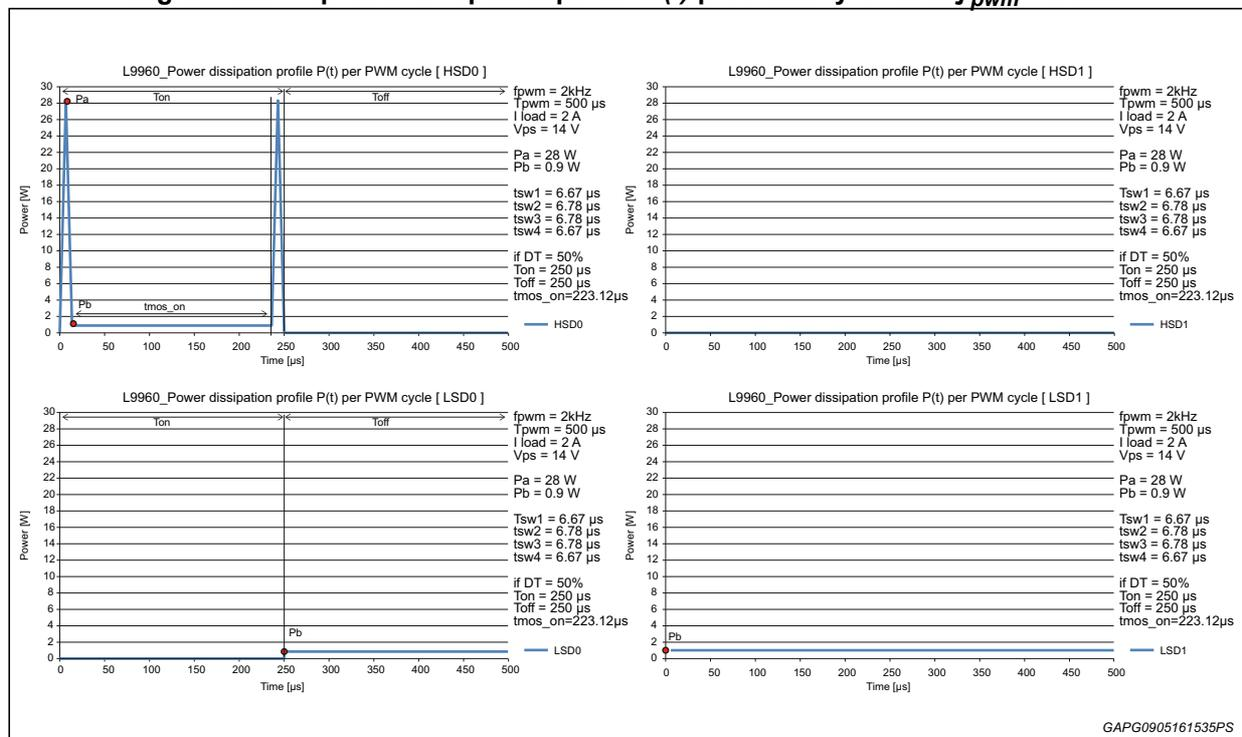 L9960_Power dissipation profile P(t) per PWM cycle [ HSD0 ]
Power [W]
30
28
26
24
22
20
18
16
14
12
10
8
6
4
2
0
Pa
Ton
Toff
Pb
tmos_on
0 50 100 150 200 250 300 350 400 450 500
Time [µs]
fpwm = 2kHz
Tpwm = 500 µs
I load = 2 A
Vps = 14 V
Pa = 28 W
Pb = 0.9 W
tsw1 = 6.67 µs
tsw2 = 6.78 µs
tsw3 = 6.78 µs
tsw4 = 6.67 µs
if DT = 50%
Ton = 250 µs
Toff = 250 µs
tmos_on=223.12µs
HSD0
L9960_Power dissipation profile P(t) per PWM cycle [ HSD1 ]
Power [W]
30
28
26
24
22
20
18
16
14
12
10
8
6
4
2
0
0 50 100 150 200 250 300 350 400 450 500
Time [µs]
fpwm = 2kHz
Tpwm = 500 µs
I load = 2 A
Vps = 14 V
Pa = 28 W
Pb = 0.9 W
Tsw1 = 6.67 µs
tsw2 = 6.78 µs
tsw3 = 6.78 µs
tsw4 = 6.67 µs
if DT = 50%
Ton = 250 µs
Toff = 250 µs
tmos_on=223.12µs
HSD1
L9960_Power dissipation profile P(t) per PWM cycle [ LSD0 ]
Power [W]
30
28
26
24
22
20
18
16
14
12
10
8
6
4
2
0
Ton
Toff
Pb
0 50 100 150 200 250 300 350 400 450 500
Time [µs]
fpwm = 2kHz
Tpwm = 500 µs
I load = 2 A
Vps = 14 V
Pa = 28 W
Pb = 0.9 W
Tsw1 = 6.67 µs
tsw2 = 6.78 µs
tsw3 = 6.78 µs
tsw4 = 6.67 µs
if DT = 50%
Ton = 250 µs
Toff = 250 µs
tmos_on=223.12µs
LSD0
L9960_Power dissipation profile P(t) per PWM cycle [ LSD1 ]
Power [W]
30
28
26
24
22
20
18
16
14
12
10
8
6
4
2
0
Pb
0 50 100 150 200 250 300 350 400 450 500
Time [µs]
fpwm = 2kHz
Tpwm = 500 µs
I load = 2 A
Vps = 14 V
Pa = 28 W
Pb = 0.9 W
Tsw1 = 6.67 µs
tsw2 = 6.78 µs
tsw3 = 6.78 µs
tsw4 = 6.67 µs
if DT = 50%
Ton = 250 µs
Toff = 250 µs
tmos_on=223.12µs
LSD1
GAPG0905161535PS